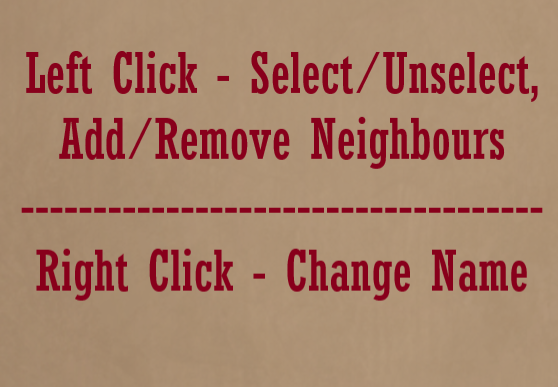 Left Click - Select/Unselect,
Add/Remove Neighbours
------------------------------------
Right Click - Change Name